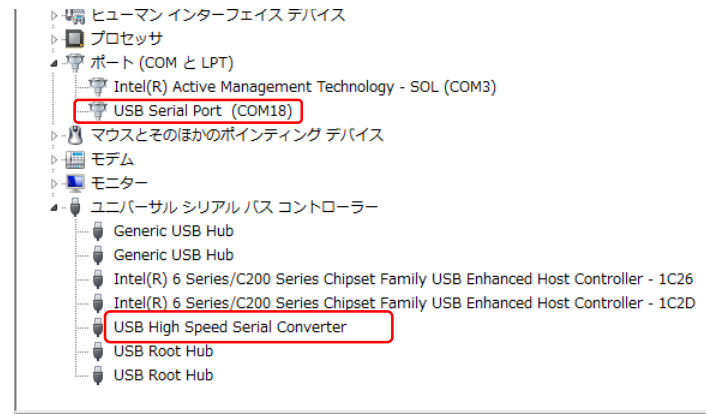 ヒューマン インターフェイス デバイス
プロセッサ
ポート (COM と LPT)
Intel(R) Active Management Technology - SOL (COM3)
USB Serial Port (COM18)
マウスとそのほかのポインティング デバイス
モデム
モニター
ユニバーサル シリアル バス コントローラー
Generic USB Hub
Generic USB Hub
Intel(R) 6 Series/C200 Series Chipset Family USB Enhanced Host Controller - 1C26
Intel(R) 6 Series/C200 Series Chipset Family USB Enhanced Host Controller - 1C2D
USB High Speed Serial Converter
USB Root Hub
USB Root Hub